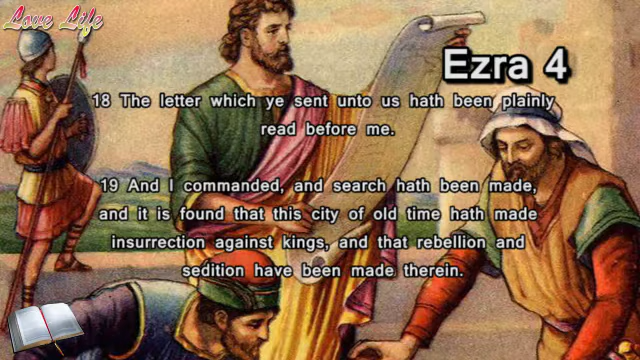 Love Life
Ezra 4
18 The letter which ye sent unto us hath been plainly
read before me.
19 And I commanded, and search hath been made,
and it is found that this city of old time hath made
insurrection against kings, and that rebellion and
sedition have been made therein.